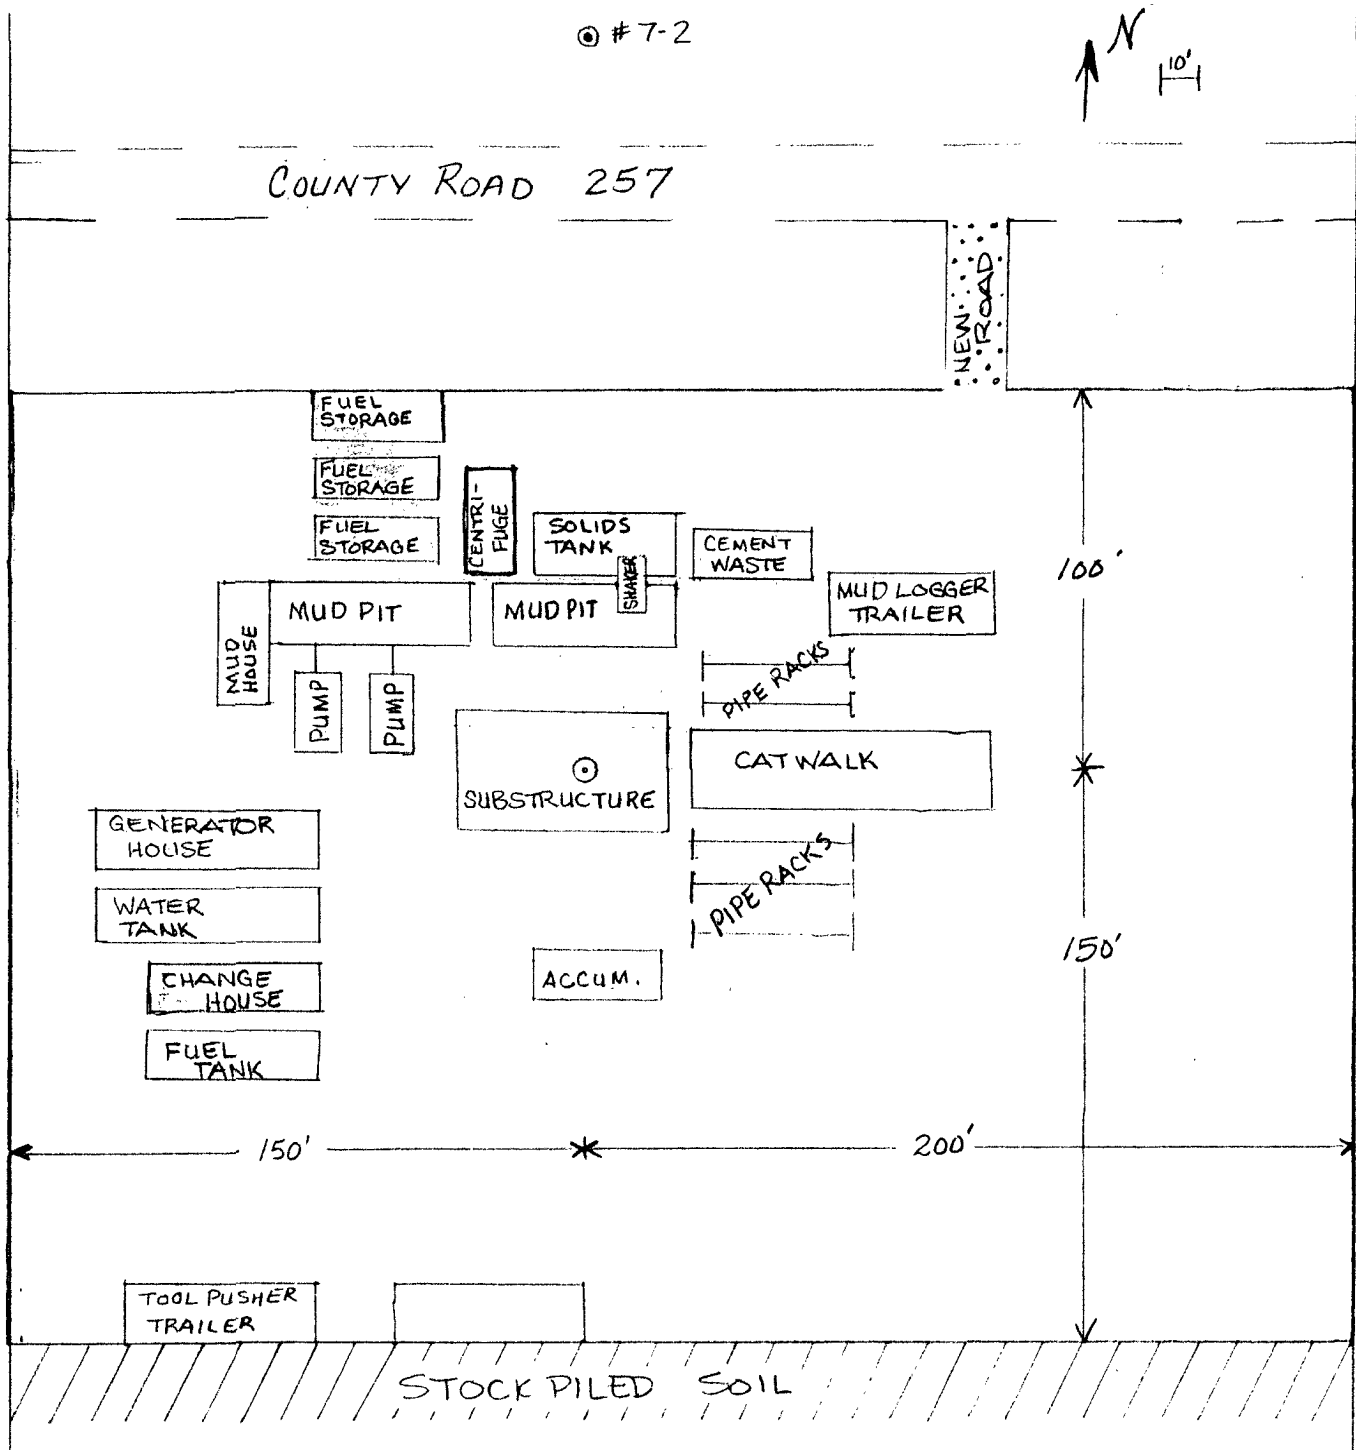 #7-2
N
10'
COUNTY ROAD 257
NEW
ROAD
FUEL
STORAGE
FUEL
STORAGE
FUEL
STORAGE
CENTRI-
FUGE
SOLIDS
TANK
SHAKER
CEMENT
WASTE
100'
MUD LOGGER
TRAILER
MUD PIT
MUD PIT
MUD
HOUSE
PUMP
PUMP
PIPE RACKS
CATWALK
SUBSTRUCTURE
GENERATOR
HOUSE
PIPE RACKS
WATER
TANK
150'
CHANGE
HOUSE
ACCUM.
FUEL
TANK
150'
200'
TOOL PUSHER
TRAILER
STOCK PILED SOIL